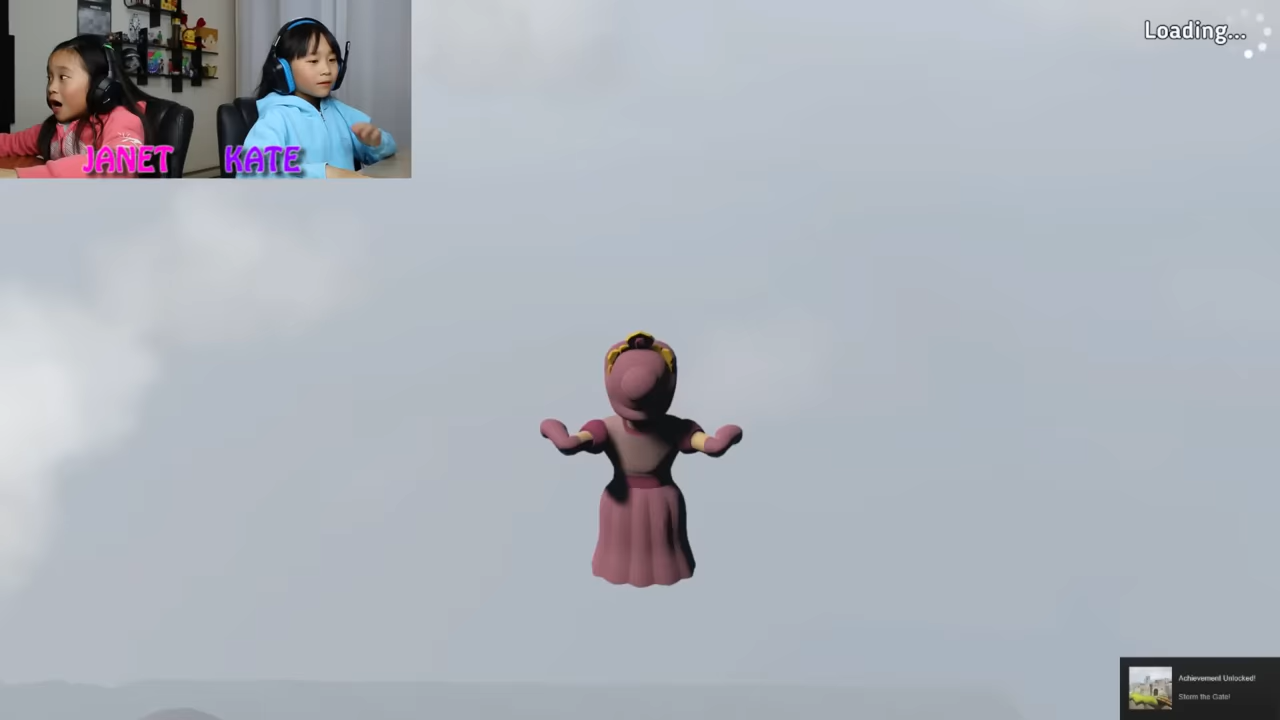 Loading...
JANET KATE
Achievement Unlocked!
Storm the Gate!